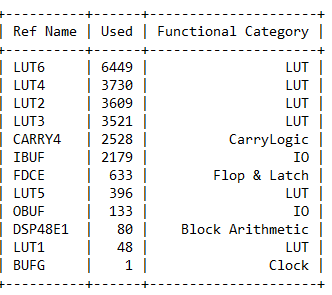 +----------+------+---------------------+
| Ref Name | Used | Functional Category |
+----------+------+---------------------+
| LUT6     | 6449 |                 LUT |
| LUT4     | 3730 |                 LUT |
| LUT2     | 3609 |                 LUT |
| LUT3     | 3521 |                 LUT |
| CARRY4   | 2528 |          CarryLogic |
| IBUF     | 2179 |                  IO |
| FDCE     |  633 |        Flop & Latch |
| LUT5     |  396 |                 LUT |
| OBUF     |  133 |                  IO |
| DSP48E1  |   80 |    Block Arithmetic |
| LUT1     |   48 |                 LUT |
| BUFG     |    1 |               Clock |
+----------+------+---------------------+